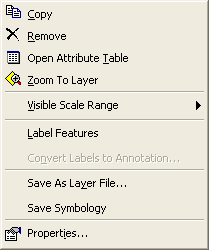 Copy
Remove
Open Attribute Table
Zoom To Layer
Visible Scale Range
Label Features
Convert Labels to Annotation...
Save As Layer File...
Save Symbology
Properties...